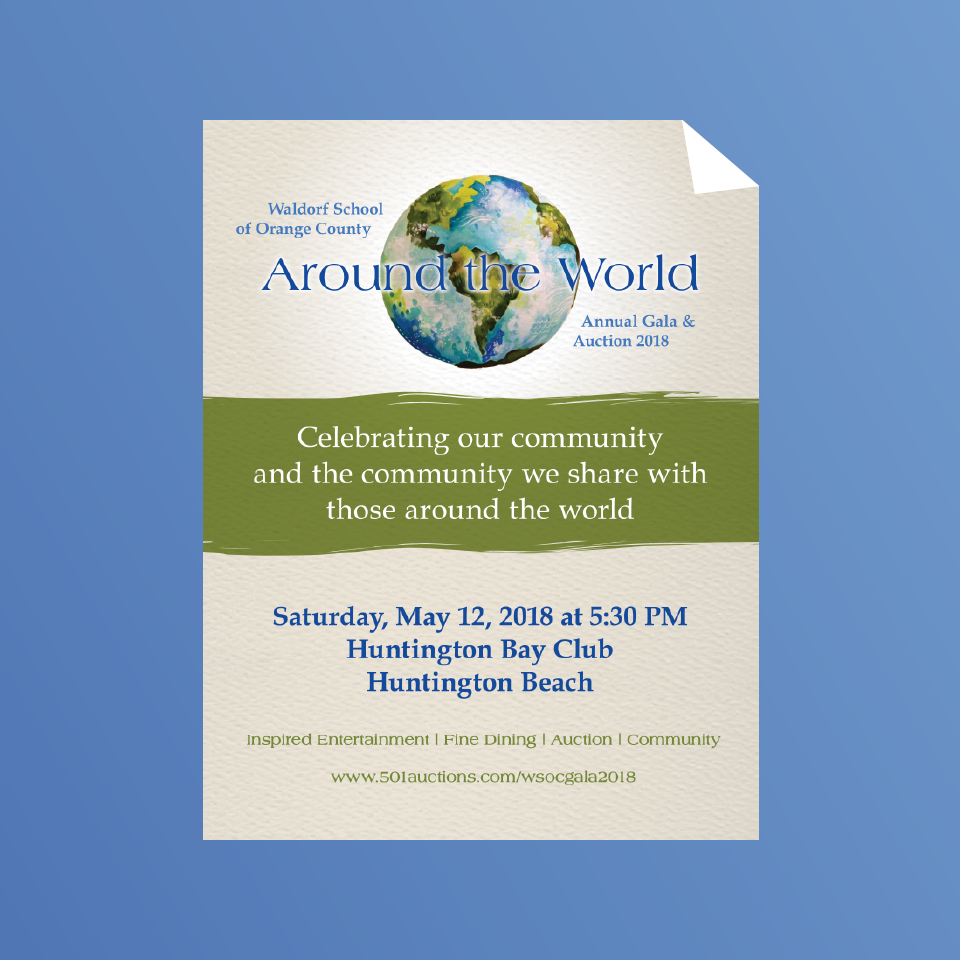 Waldorf School
of Orange County
Around the World
Annual Gala &
Auction 2018
Celebrating our community
and the community we share with
those around the world
Saturday, May 12, 2018 at 5:30 PM
Huntington Bay Club
Huntington Beach
Inspired Entertainment | Fine Dining | Auction | Community
www.501auctions.com/wsocgala2018